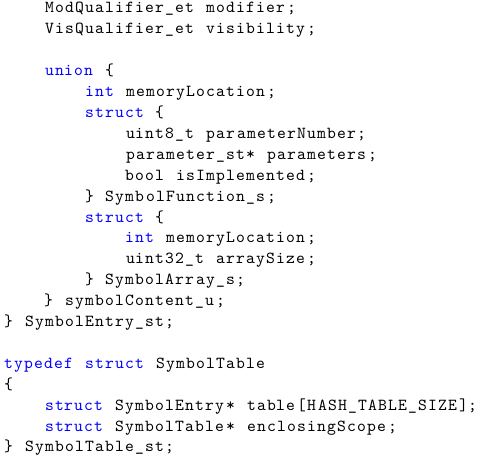 ModQualifier_et modifier;
    VisQualifier_et visibility;

    union {
        int memoryLocation;
        struct {
            uint8_t parameterNumber;
            parameter_st* parameters;
            bool isImplemented;
        } SymbolFunction_s;
        struct {
            int memoryLocation;
            uint32_t arraySize;
        } SymbolArray_s;
    } symbolContent_u;
} SymbolEntry_st;

typedef struct SymbolTable
{
    struct SymbolEntry* table[HASH_TABLE_SIZE];
    struct SymbolTable* enclosingScope;
} SymbolTable_st;